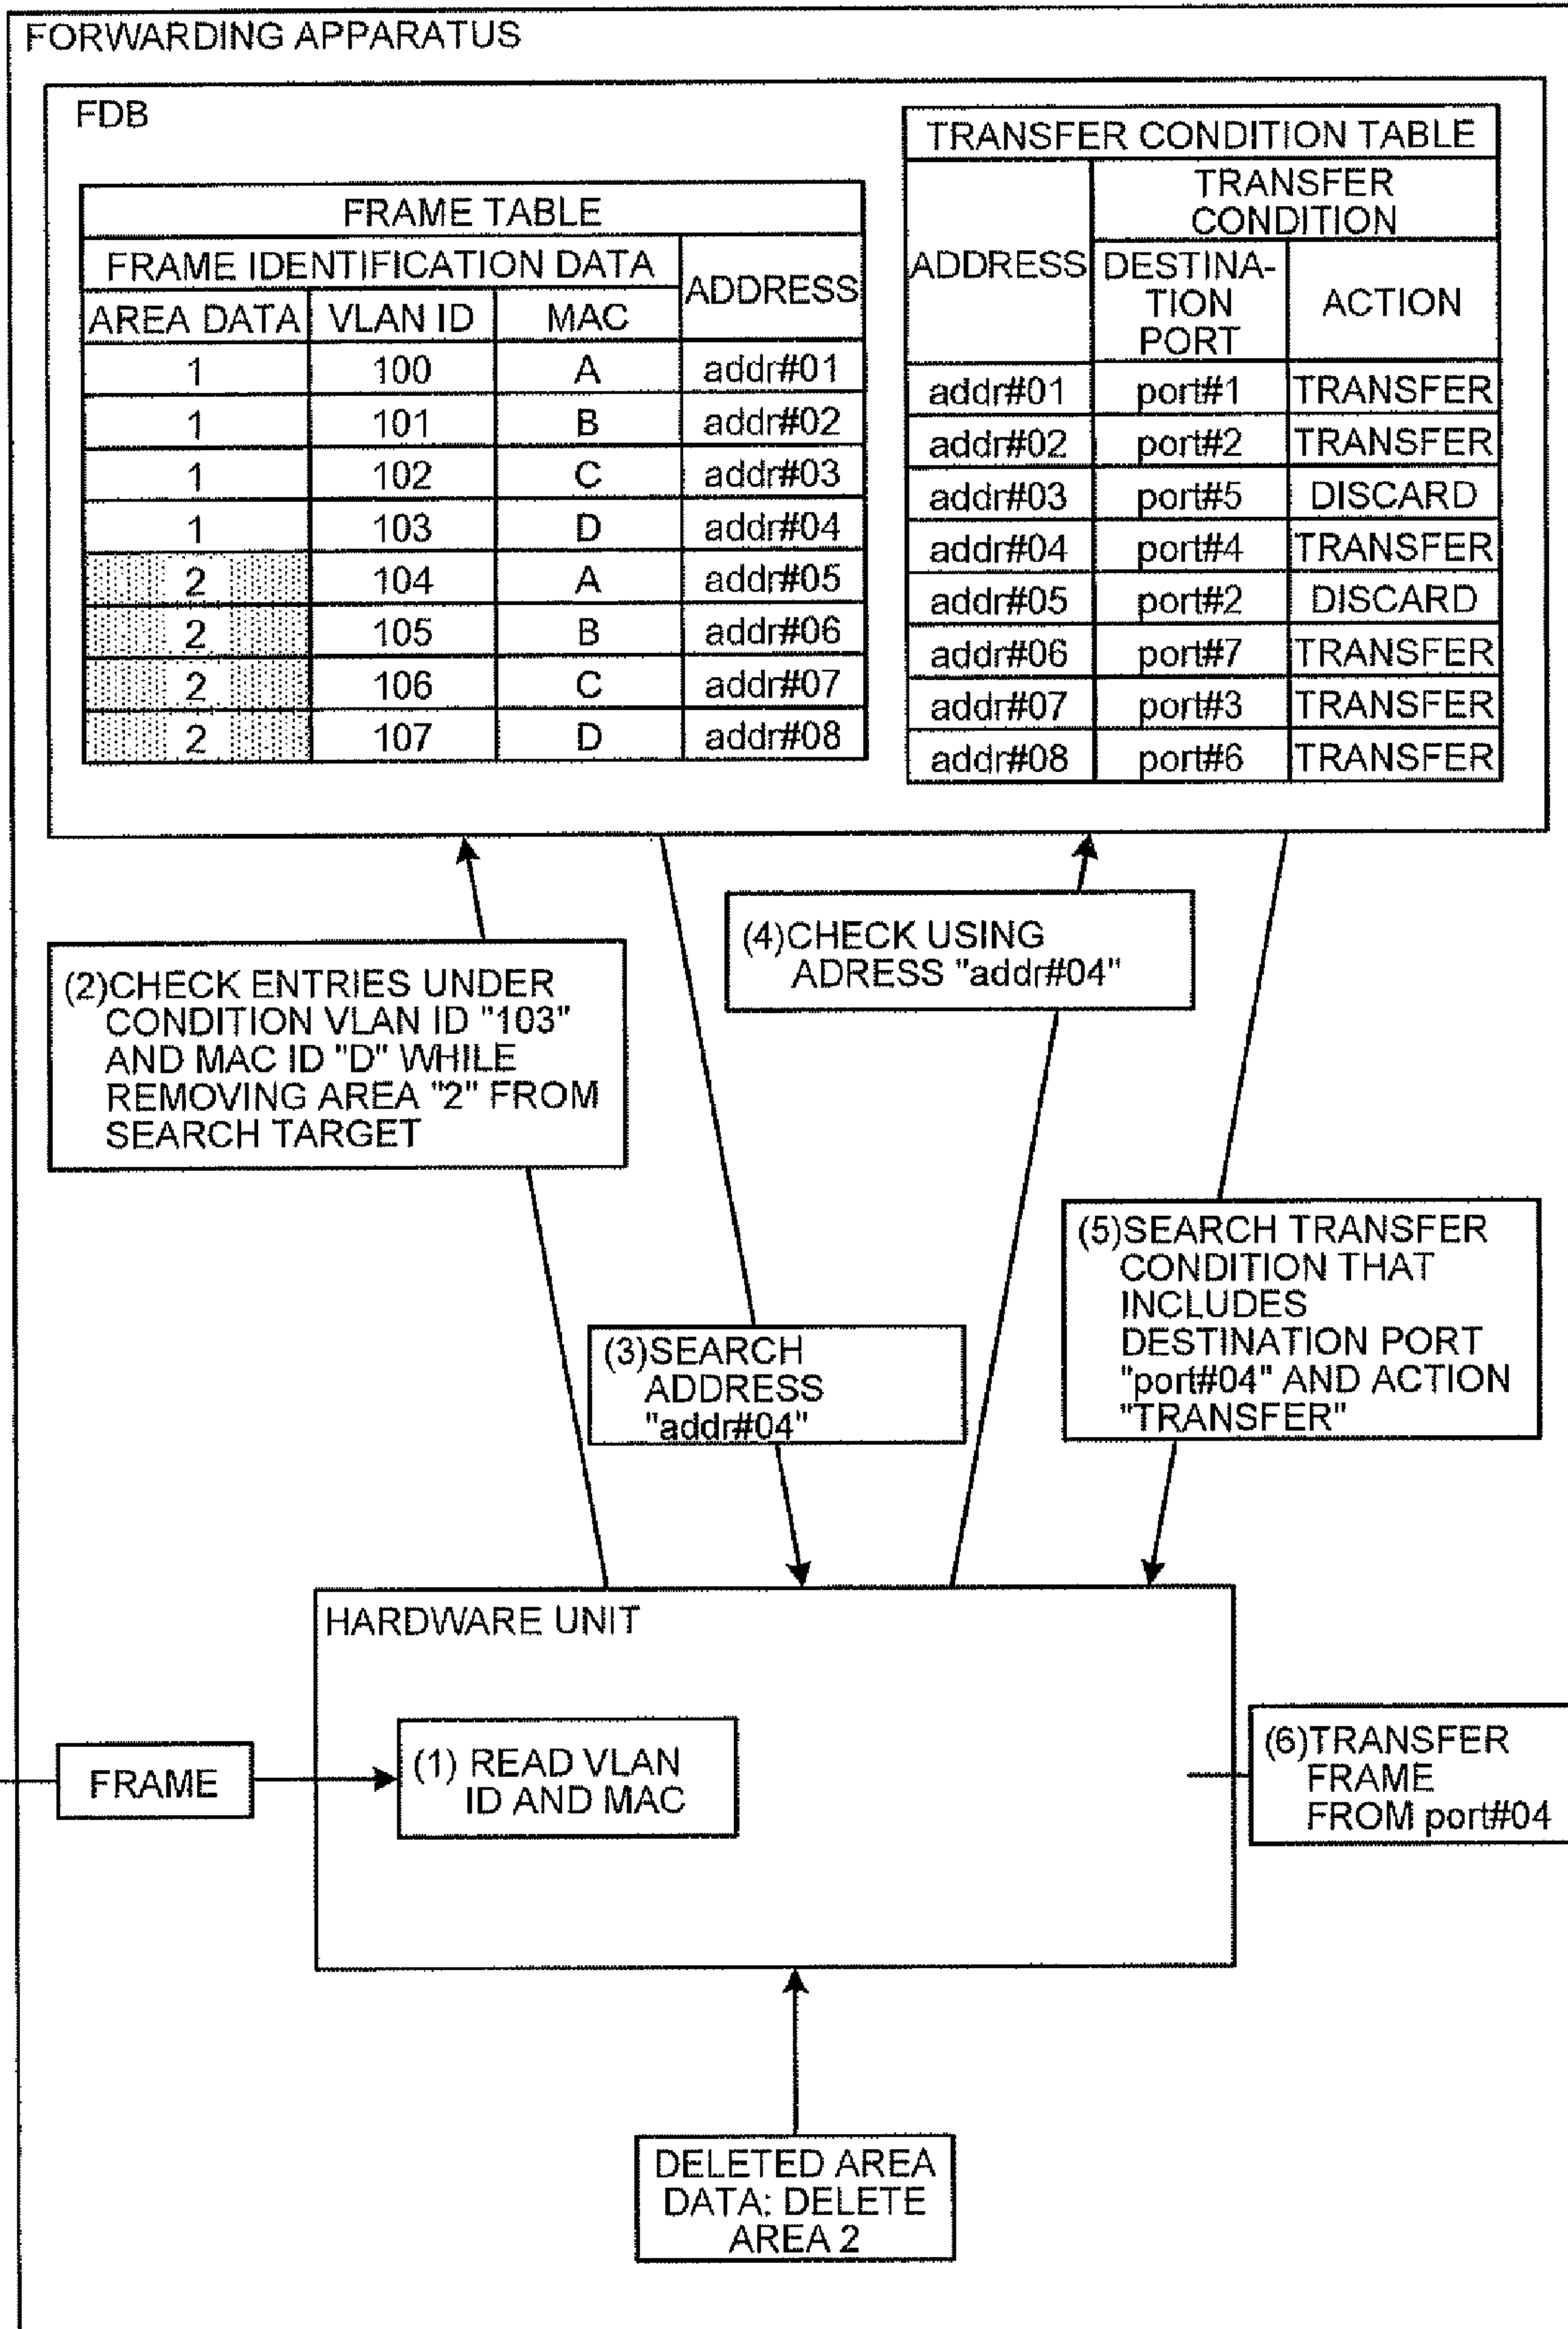 FORWARDING APPARATUS
FDB
FRAME TABLE
FRAME IDENTIFICATION DATA
ADDRESS
AREA DATA VLAN ID MAC
1 100 A addr#01
1 101 B addr#02
1 102 C addr#03
1 103 D addr#04
2 104 A addr#05
2 105 B addr#06
2 106 C addr#07
2 107 D addr#08
TRANSFER CONDITION TABLE
ADDRESS
TRANSFER
CONDITION
DESTINA-
TION
PORT
ACTION
addr#01 port#1 TRANSFER
addr#02 port#2 TRANSFER
addr#03 port#5 DISCARD
addr#04 port#4 TRANSFER
addr#05 port#2 DISCARD
addr#06 port#7 TRANSFER
addr#07 port#3 TRANSFER
addr#08 port#6 TRANSFER
(2)CHECK ENTRIES UNDER
CONDITION VLAN ID "103"
AND MAC ID "D" WHILE
REMOVING AREA "2" FROM
SEARCH TARGET
(4)CHECK USING
ADRESS "addr#04"
(3)SEARCH
ADDRESS
"addr#04"
(5)SEARCH TRANSFER
CONDITION THAT
INCLUDES
DESTINATION PORT
"port#04" AND ACTION
"TRANSFER"
HARDWARE UNIT
FRAME
(1) READ VLAN
ID AND MAC
(6)TRANSFER
FRAME
FROM port#04
DELETED AREA
DATA: DELETE
AREA 2